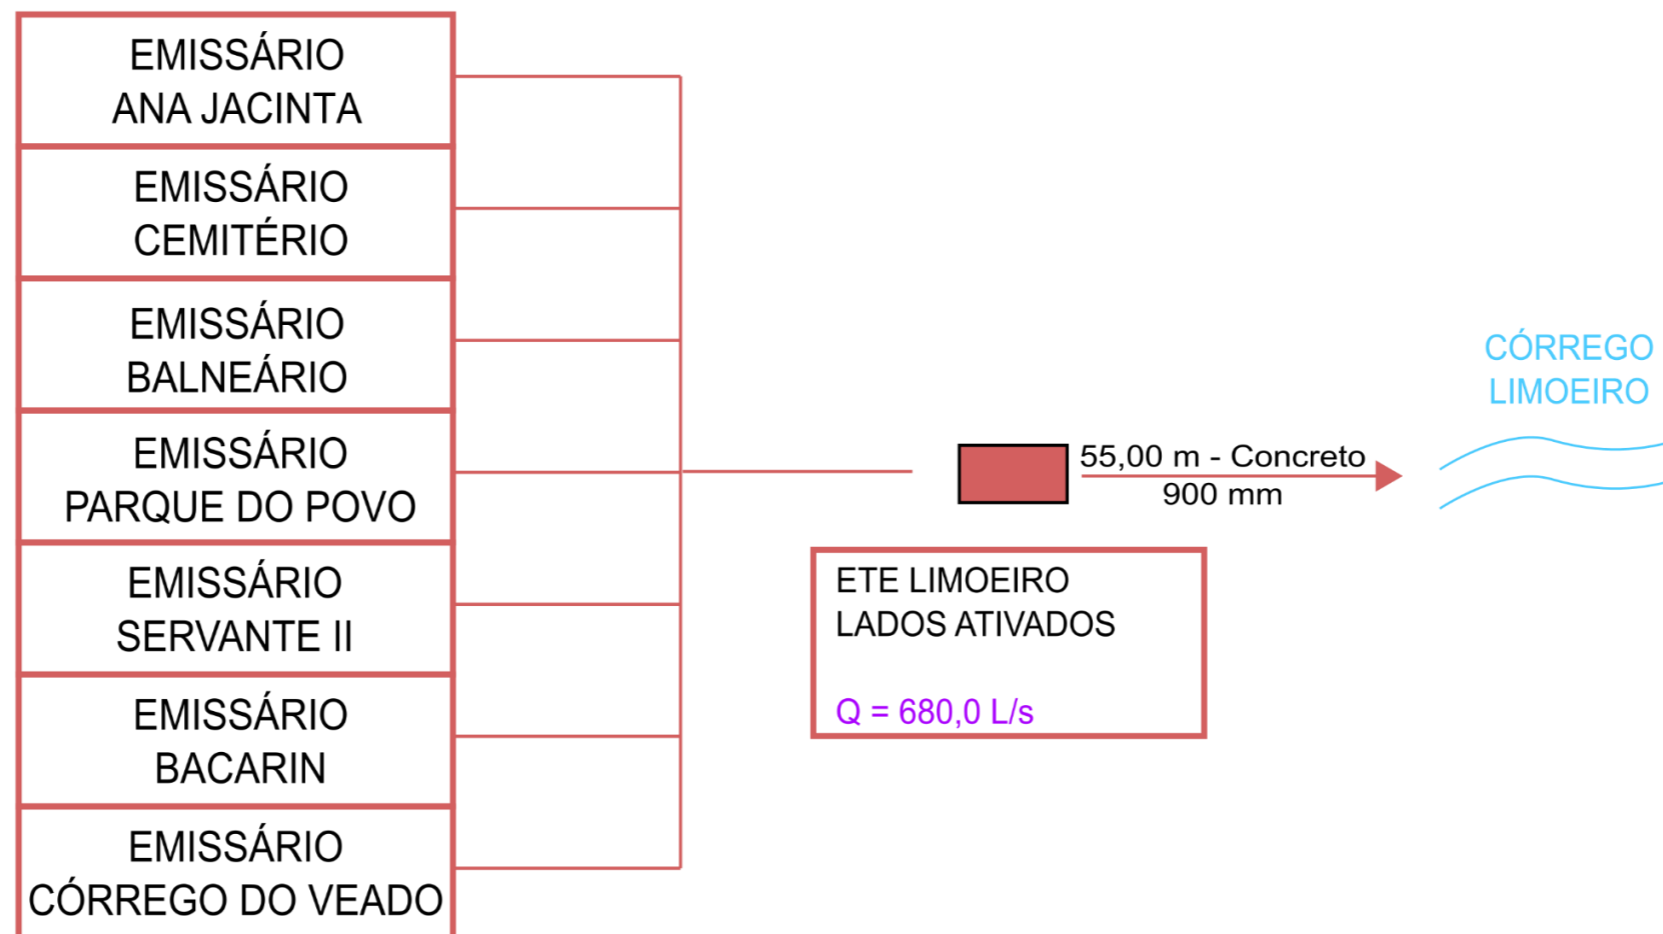 EMISSÁRIO
ANA JACINTA
EMISSÁRIO
CEMITÉRIO
EMISSÁRIO
BALNEÁRIO
EMISSÁRIO
PARQUE DO POVO
EMISSÁRIO
SERVANTE II
EMISSÁRIO
BACARIN
EMISSÁRIO
CÓRREGO DO VEADO
55,00 m - Concreto
900 mm
ETE LIMOEIRO
LADOS ATIVADOS
Q = 680,0 L/s
CÓRREGO
LIMOEIRO